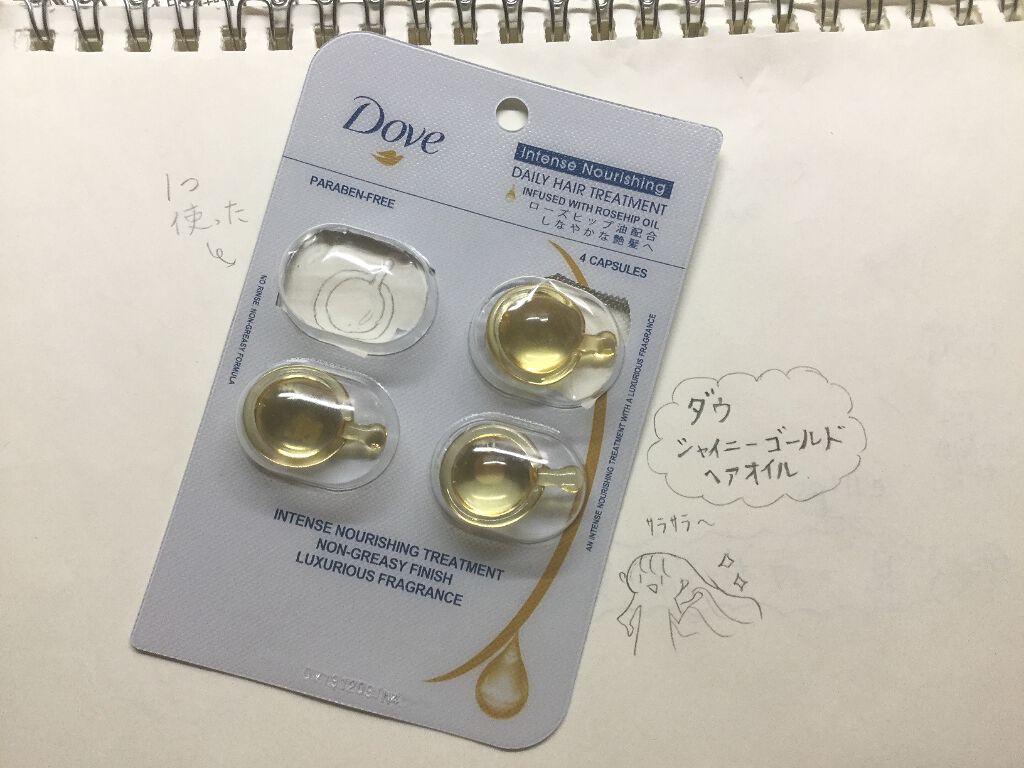 Dove
Intense Nourishing
DAILY HAIR TREATMENT
INFUSED WITH ROSEHIP OIL
ローズヒップ油配合
しなやかな艶髪へ
PARABEN-FREE
4 CAPSULES
1つ
使った
NO RINSE NON-GREASY FORMULA
AN INTENSE NOURISHING TREATMENT WITH A LUXURIOUS FRAGRANCE
ダヴ
シャイニーゴールド
ヘアオイル
サラサラ〜
INTENSE NOURISHING TREATMENT
NON-GREASY FINISH
LUXURIOUS FRAGRANCE